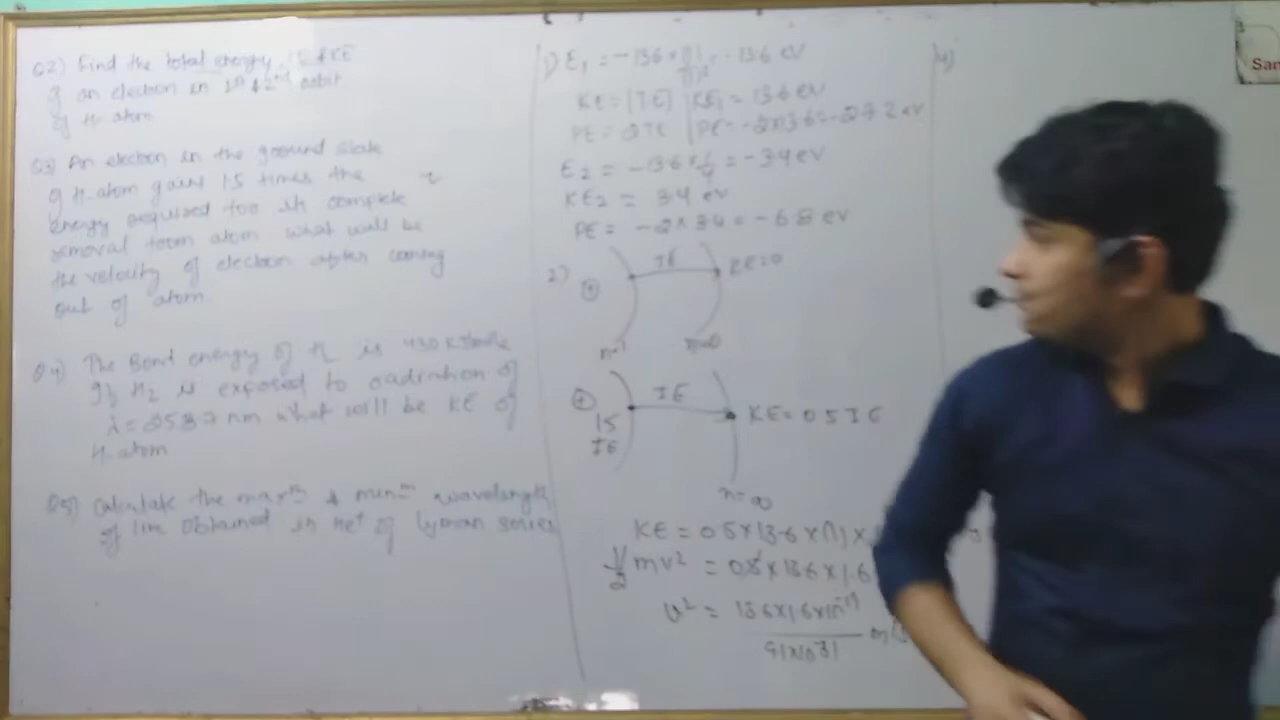 Q2) Find the total energy, PE & KE
of an electron in 1st & 2nd orbit
of H-atom
Q3) An electron in the ground state
of H-atom gains 1.5 times the
energy required for its complete
removal from atom what will be
the velocity of electron after coming
out of atom.
Q4) The Bond energy of H2 is 430 KJ/mole
If H2 is exposed to radiation of
λ = 253.7 nm what will be KE of
H-atom
Q5) Calculate the max^m & min^m wavelength
of line obtained in He+ of Lyman series
1) E1 = -13.6 × = -13.6 eV
KE = |TE| KE1 = 13.6 eV
PE = 2TE PE = -2×13.6 = -27.2 eV
E2 = -13.6 × 1/4 = -3.4 eV
KE2 = 3.4 eV
PE = -2×3.4 = -6.8 eV
2) + IE KE=0
n=1 n=∞
+ IE KE = 0.5 IE
1.5
IE
n=∞
KE = 0.5×13.6×(1)×
1/2 mv² = 0.5×13.6×1.6
v² = 13.6×1.6×10^-19
9.1×10^-31
4)
San